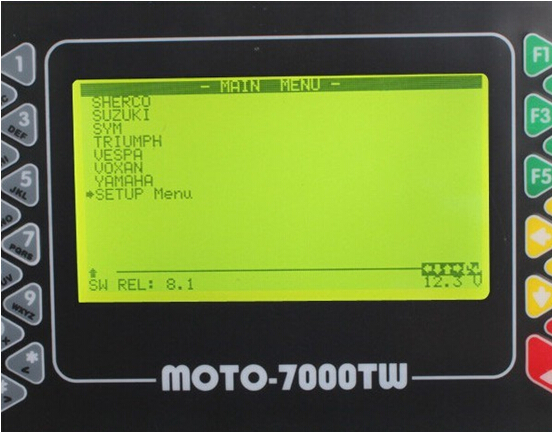 - MAIN MENU -
SHERCO
SUZUKI
SYM
TRIUMPH
VESPA
VOXAN
YAMAHA
SETUP Menu
SW REL: 8.1
12.3 V
MOTO-7000TW
1
3
DEF
5
JKL
7
PQRS
9
WXYZ
*
F1
F3
F5